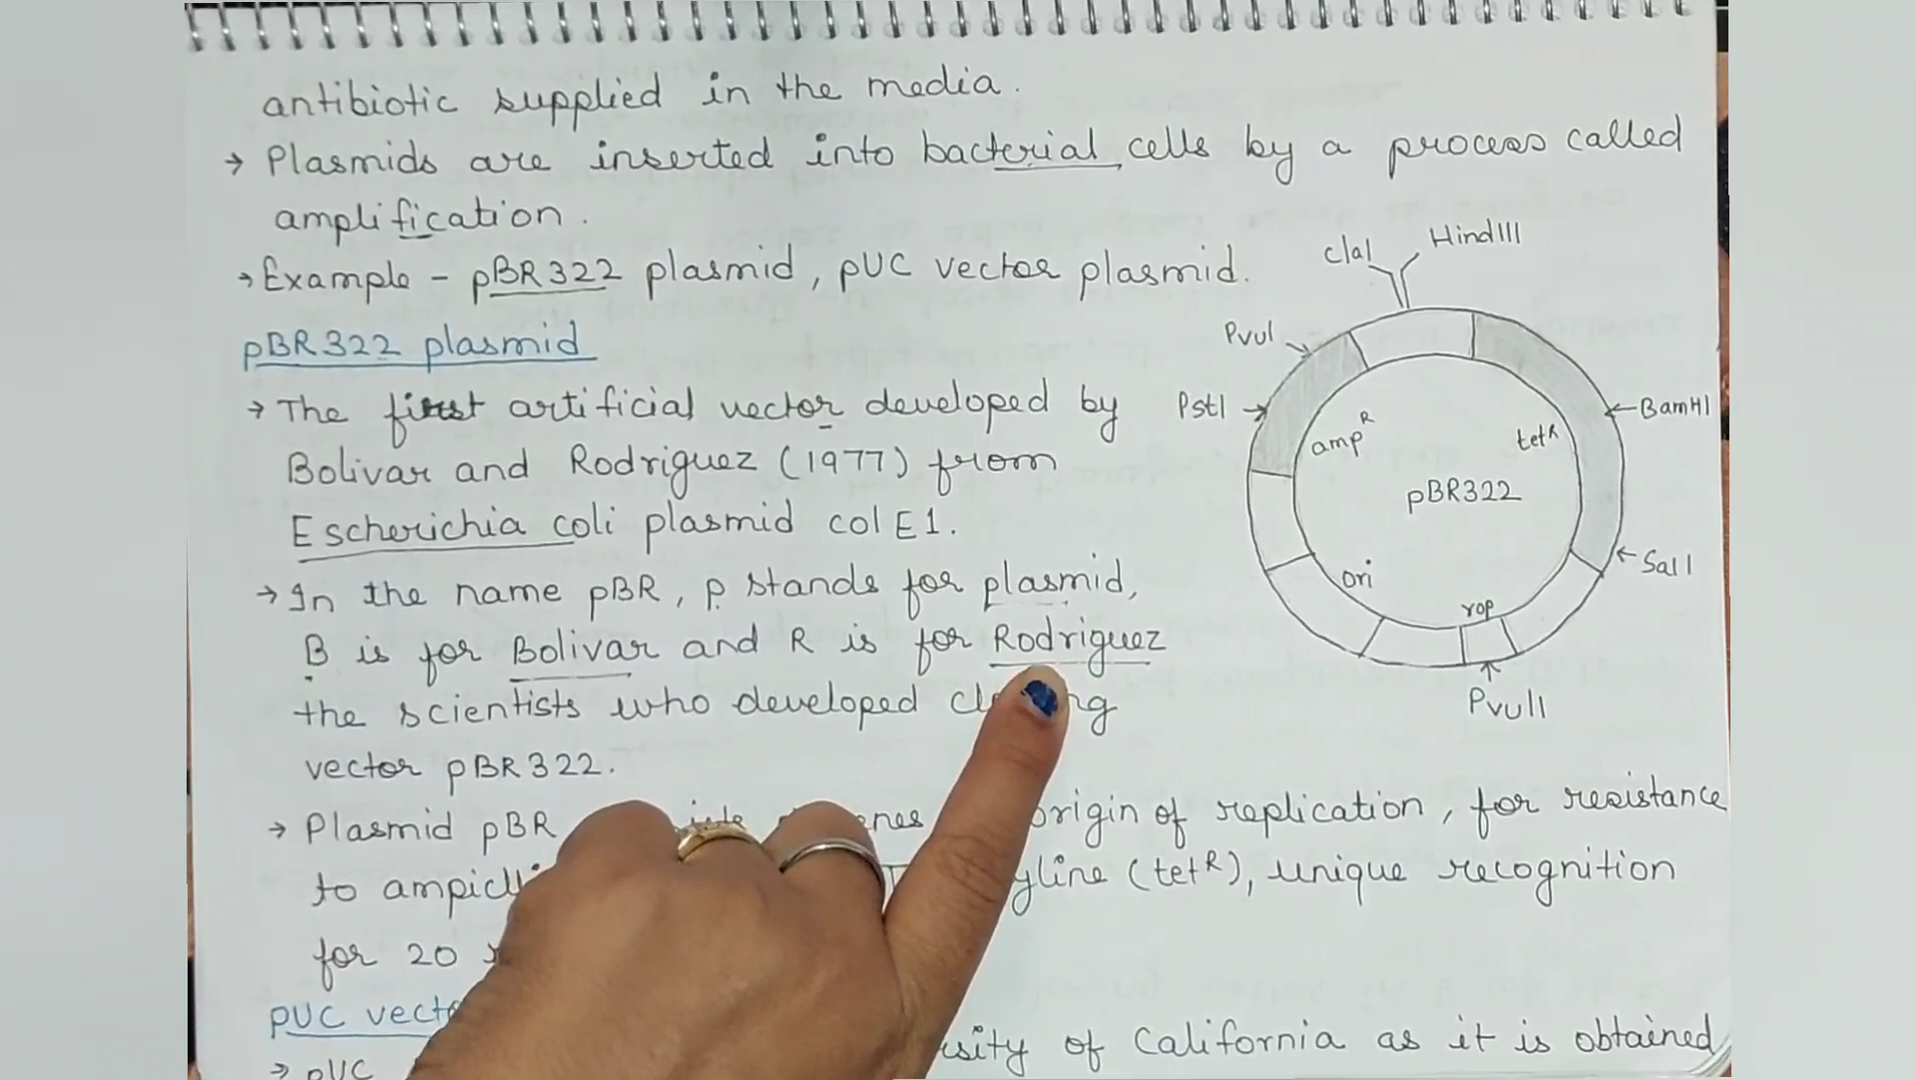 antibiotic supplied in the media.
→ Plasmids are inserted into bacterial cells by a process called
amplification.
→ Example - pBR322 plasmid, pUC vector plasmid.
pBR322 plasmid
→ The first artificial vector developed by
Bolivar and Rodriguez (1977) from
Escherichia coli plasmid col E1.
→ In the name pBR, p stands for plasmid,
B is for Bolivar and R is for Rodriguez
the scientists who developed
vector pBR322.
→ Plasmid pBR origin of replication, for resistance
to (tetR), unique recognition
for 20
pUC
of California as it is obtained
→ pUC
ClaI
HindIII
PvuI
PstI
BamHI
ampR
tetR
pBR322
SalI
ori
rop
PvuII